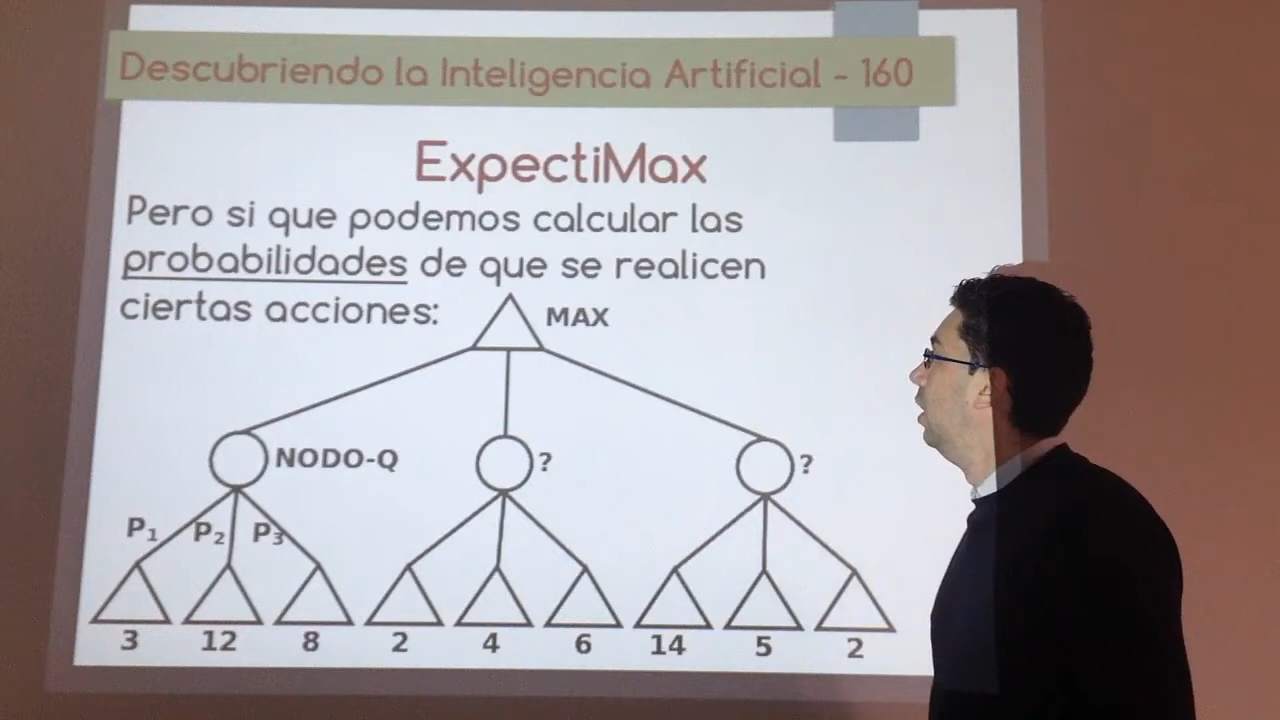 Descubriendo la Inteligencia Artificial - 160
ExpectiMax
Pero si que podemos calcular las
probabilidades de que se realicen
ciertas acciones:
MAX
NODO-Q ? ?
P₁ P₂ P₃
3 12 8 2 4 6 14 5 2